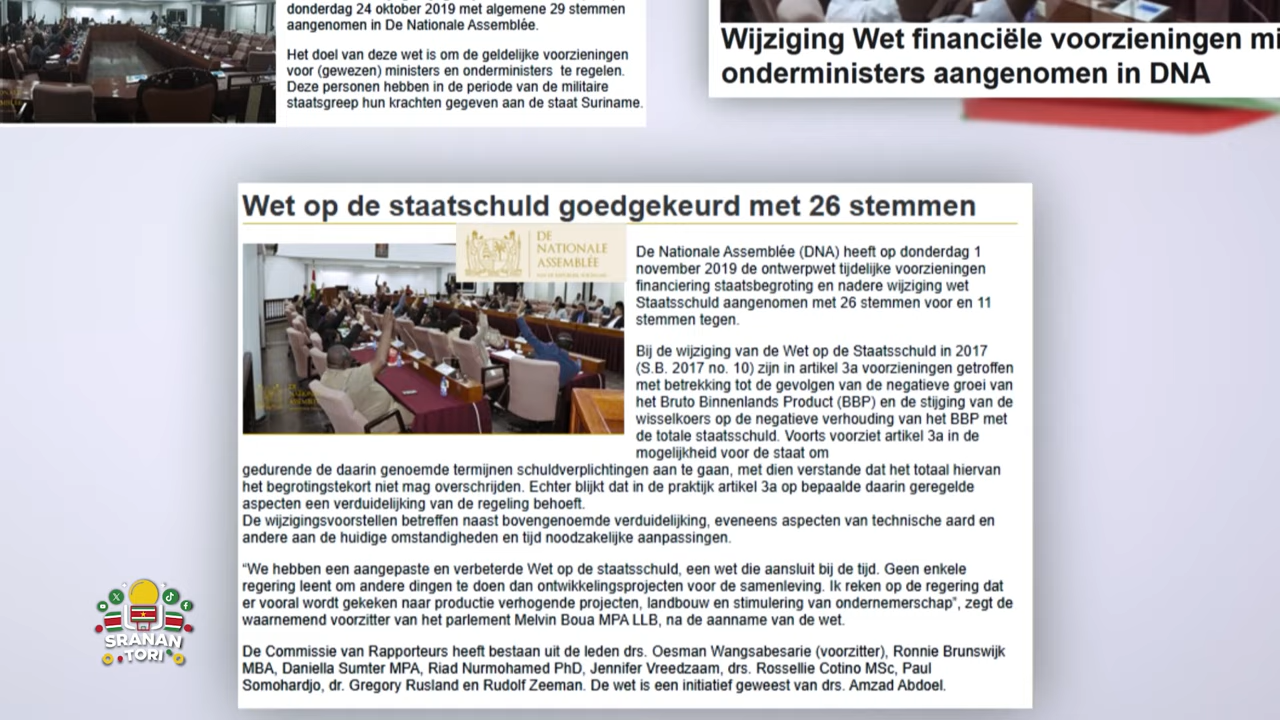 donderdag 24 oktober 2019 met algemene 29 stemmen
aangenomen in De Nationale Assemblée.
Het doel van deze wet is om de geldelijke voorzieningen
voor (gewezen) ministers en onderministers te regelen.
Deze personen hebben in de periode van de militaire
staatsgreep hun krachten gegeven aan de staat Suriname.
Wijziging Wet financiële voorzieningen mi
onderministers aangenomen in DNA
Wet op de staatschuld goedgekeurd met 26 stemmen
DE
NATIONALE
ASSEMBLÉE
De Nationale Assemblée (DNA) heeft op donderdag 1
november 2019 de ontwerpwet tijdelijke voorzieningen
financiering staatsbegroting en nadere wijziging wet
Staatsschuld aangenomen met 26 stemmen voor en 11
stemmen tegen.
Bij de wijziging van de Wet op de Staatsschuld in 2017
(S.B. 2017 no. 10) zijn in artikel 3a voorzieningen getroffen
met betrekking tot de gevolgen van de negatieve groei van
het Bruto Binnenlands Product (BBP) en de stijging van de
wisselkoers op de negatieve verhouding van het BBP met
de totale staatsschuld. Voorts voorziet artikel 3a in de
mogelijkheid voor de staat om
gedurende de daarin genoemde termijnen schuldverplichtingen aan te gaan, met dien verstande dat het totaal hiervan
het begrotingstekort niet mag overschrijden. Echter blijkt dat in de praktijk artikel 3a op bepaalde daarin geregelde
aspecten een verduidelijking van de regeling behoeft.
De wijzigingsvoorstellen betreffen naast bovengenoemde verduidelijking, eveneens aspecten van technische aard en
andere aan de huidige omstandigheden en tijd noodzakelijke aanpassingen.
“We hebben een aangepaste en verbeterde Wet op de staatsschuld, een wet die aansluit bij de tijd. Geen enkele
regering leent om andere dingen te doen dan ontwikkelingsprojecten voor de samenleving. Ik reken op de regering dat
er vooral wordt gekeken naar productie verhogende projecten, landbouw en stimulering van ondernemerschap”, zegt de
waarnemend voorzitter van het parlement Melvin Boua MPA LLB, na de aanname van de wet.
De Commissie van Rapporteurs heeft bestaan uit de leden drs. Oesman Wangsabesarie (voorzitter), Ronnie Brunswijk
MBA, Daniella Sumter MPA, Riad Nurmohamed PhD, Jennifer Vreedzaam, drs. Rossellie Cotino MSc, Paul
Somohardjo, dr. Gregory Rusland en Rudolf Zeeman. De wet is een initiatief geweest van drs. Amzad Abdoel.
SRANAN
TORI